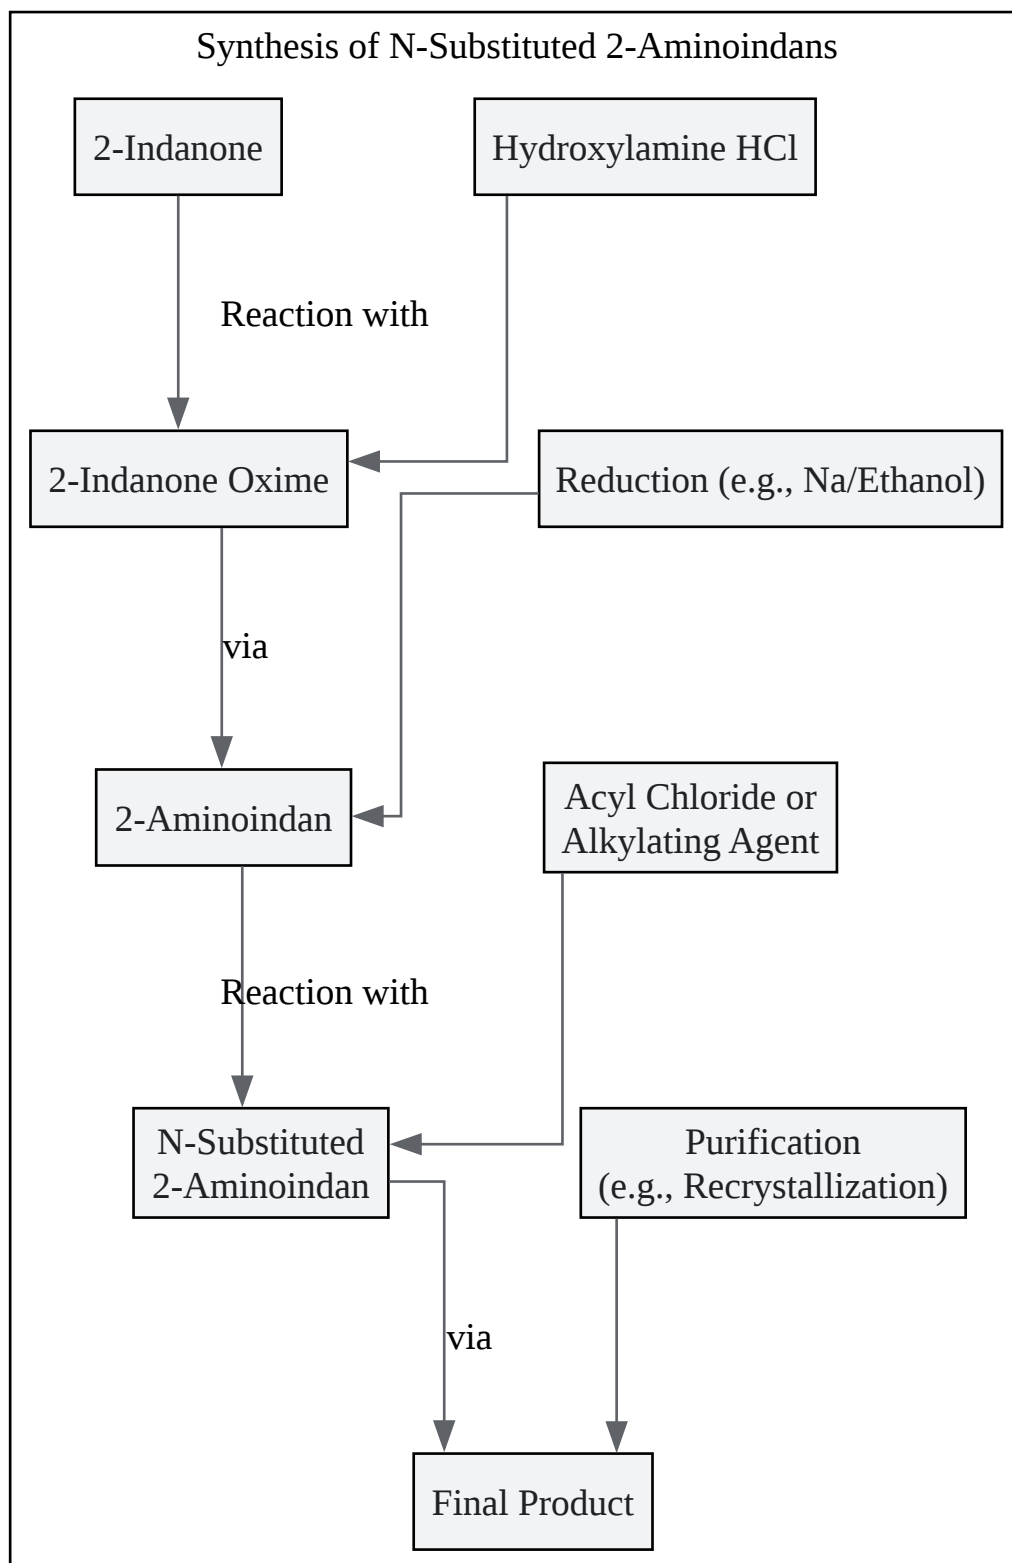 Synthesis of N-Substituted 2-Aminoindans
2-Indanone
Hydroxylamine HCl
Reaction with
2-Indanone Oxime
Reduction (e.g., Na/Ethanol)
via
2-Aminoindan
Acyl Chloride or
Alkylating Agent
Reaction with
N-Substituted
2-Aminoindan
Purification
(e.g., Recrystallization)
via
Final Product